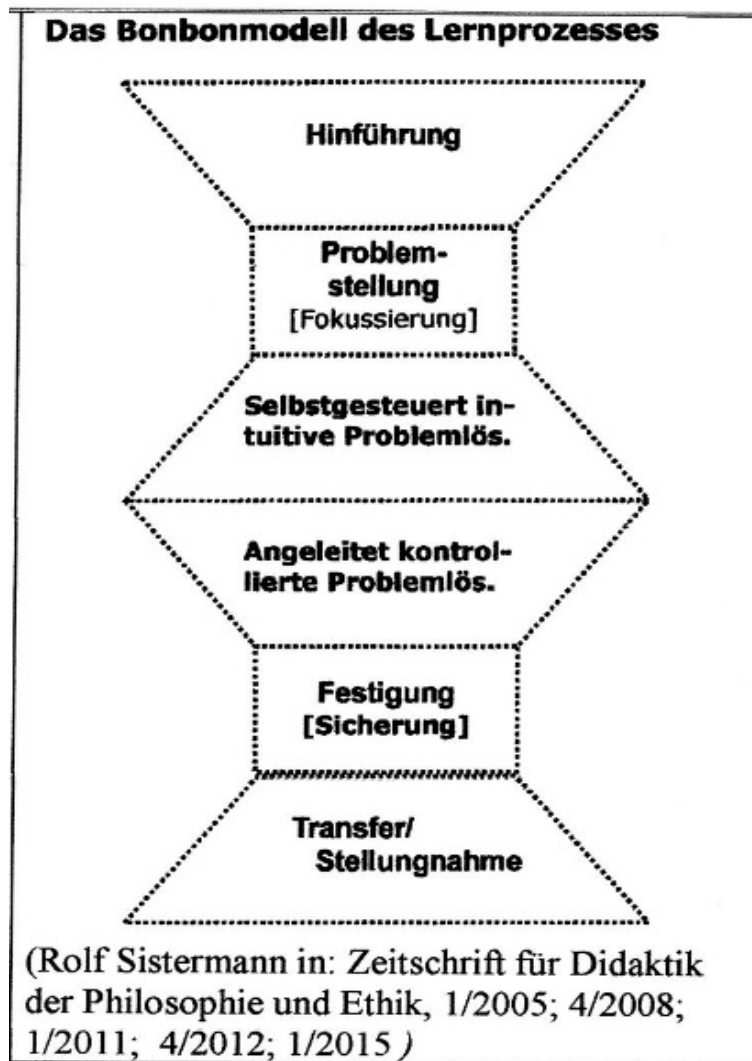 Das Bonbonmodell des Lernprozesses
Hinführung
Problem-
stellung
[Fokussierung]
Selbstgesteuert in-
tuitive Problemlös.
Angeleitet kontrol-
lierte Problemlös.
Festigung
[Sicherung]
Transfer/
Stellungnahme
(Rolf Sistermann in: Zeitschrift für Didaktik
der Philosophie und Ethik, 1/2005; 4/2008;
1/2011; 4/2012; 1/2015 )